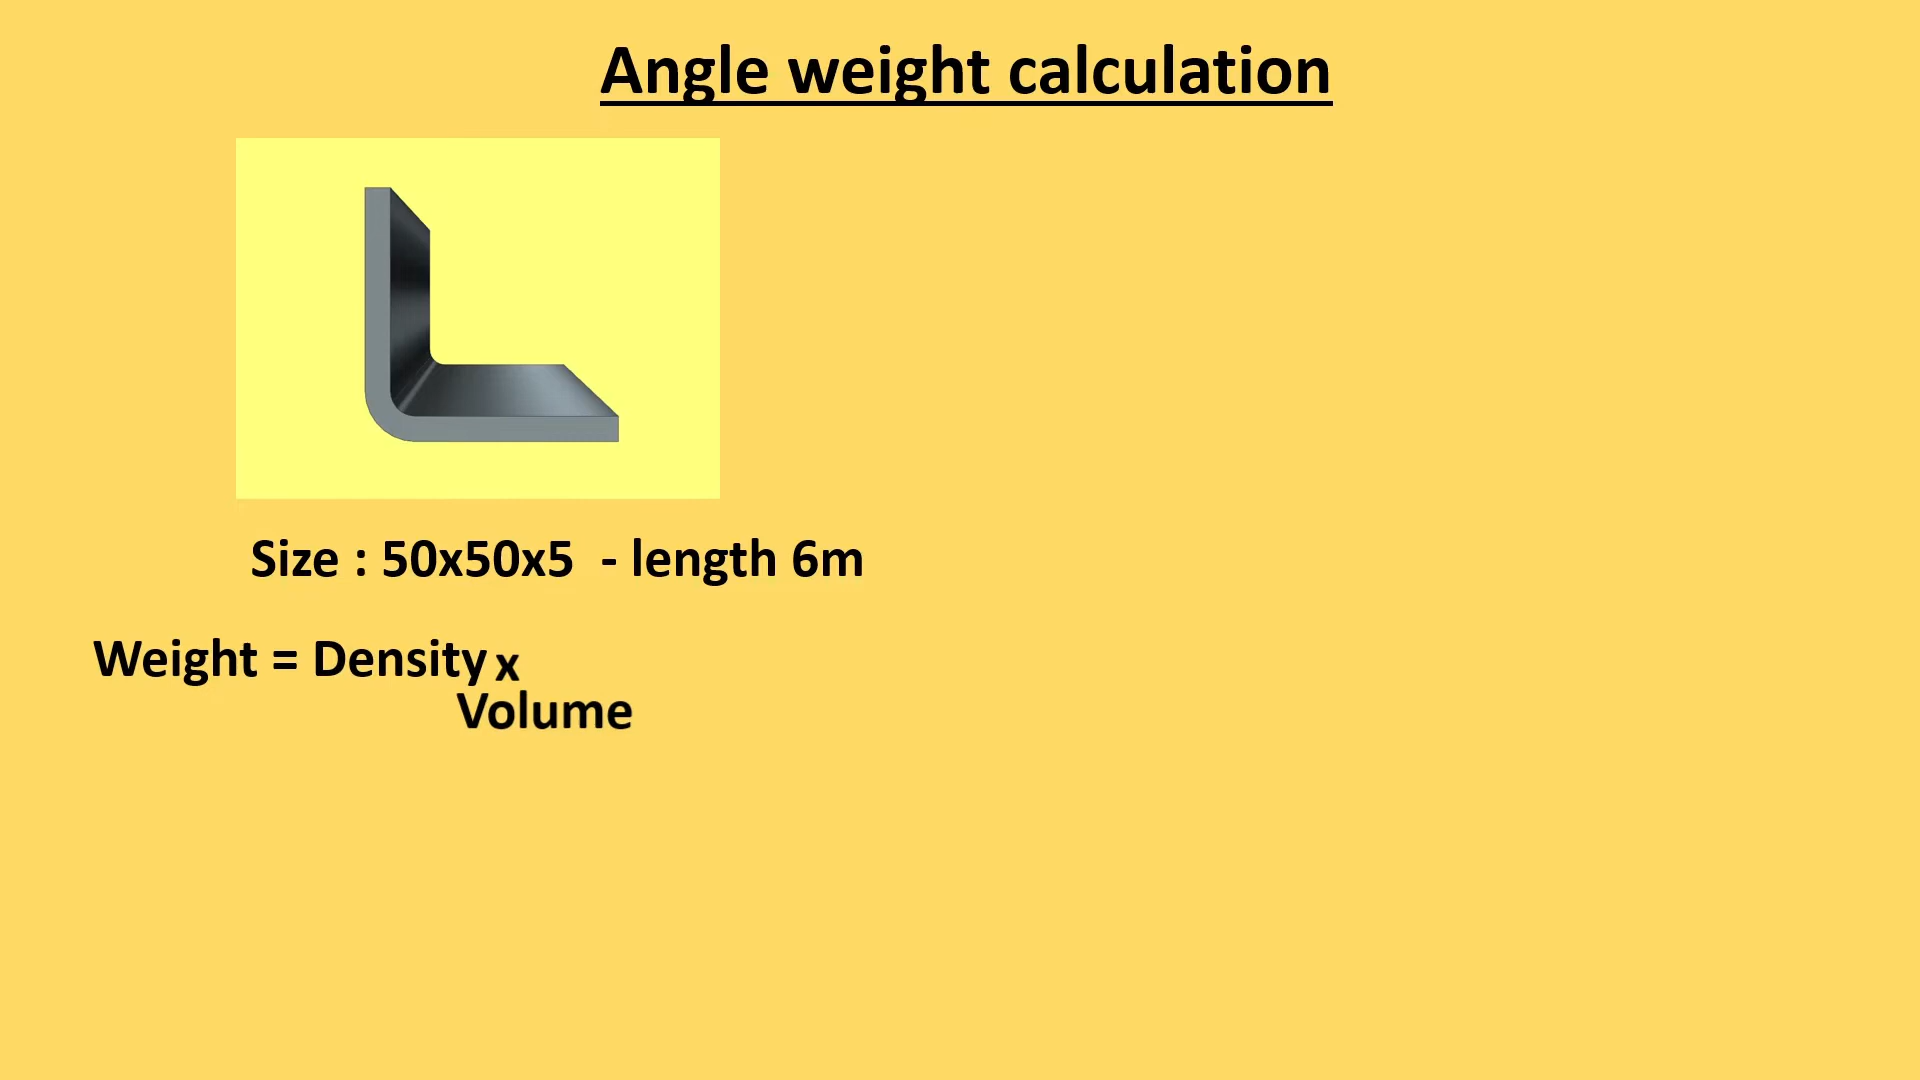 Angle weight calculation
Size : 50x50x5 - length 6m
Weight = Density x
Volume